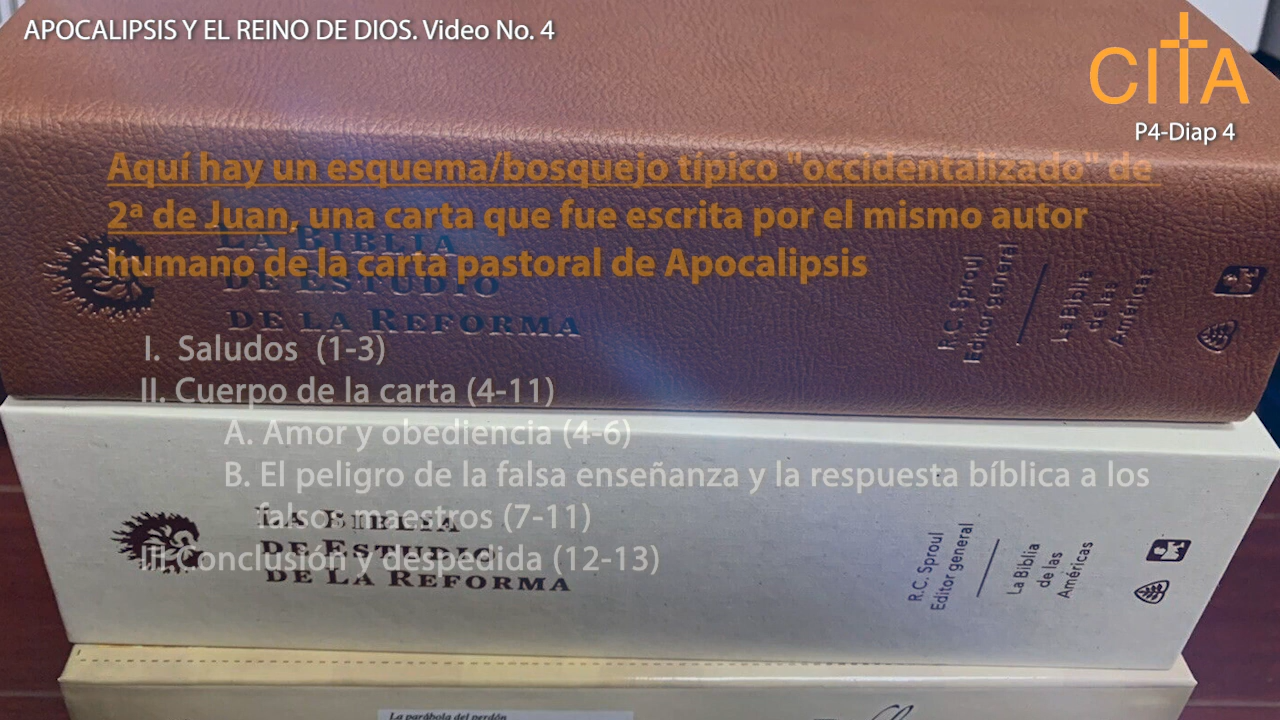 APOCALIPSIS Y EL REINO DE DIOS. Video No. 4
CITA
P4-Diap 4
Aquí hay un esquema/bosquejo típico "occidentalizado" de
2ª de Juan, una carta que fue escrita por el mismo autor
humano de la carta pastoral de Apocalipsis
LA BIBLIA
DE ESTUDIO
DE LA REFORMA
R.C. Sproul
Editor general
La Biblia
de las
Américas
I. Saludos (1-3)
II. Cuerpo de la carta (4-11)
A. Amor y obediencia (4-6)
B. El peligro de la falsa enseñanza y la respuesta bíblica a los
falsos maestros (7-11)
III. Conclusión y despedida (12-13)
LA BIBLIA
DE ESTUDIO
DE LA REFORMA
R.C. Sproul
Editor general
La Biblia
de las
Américas
La parábola del perdón